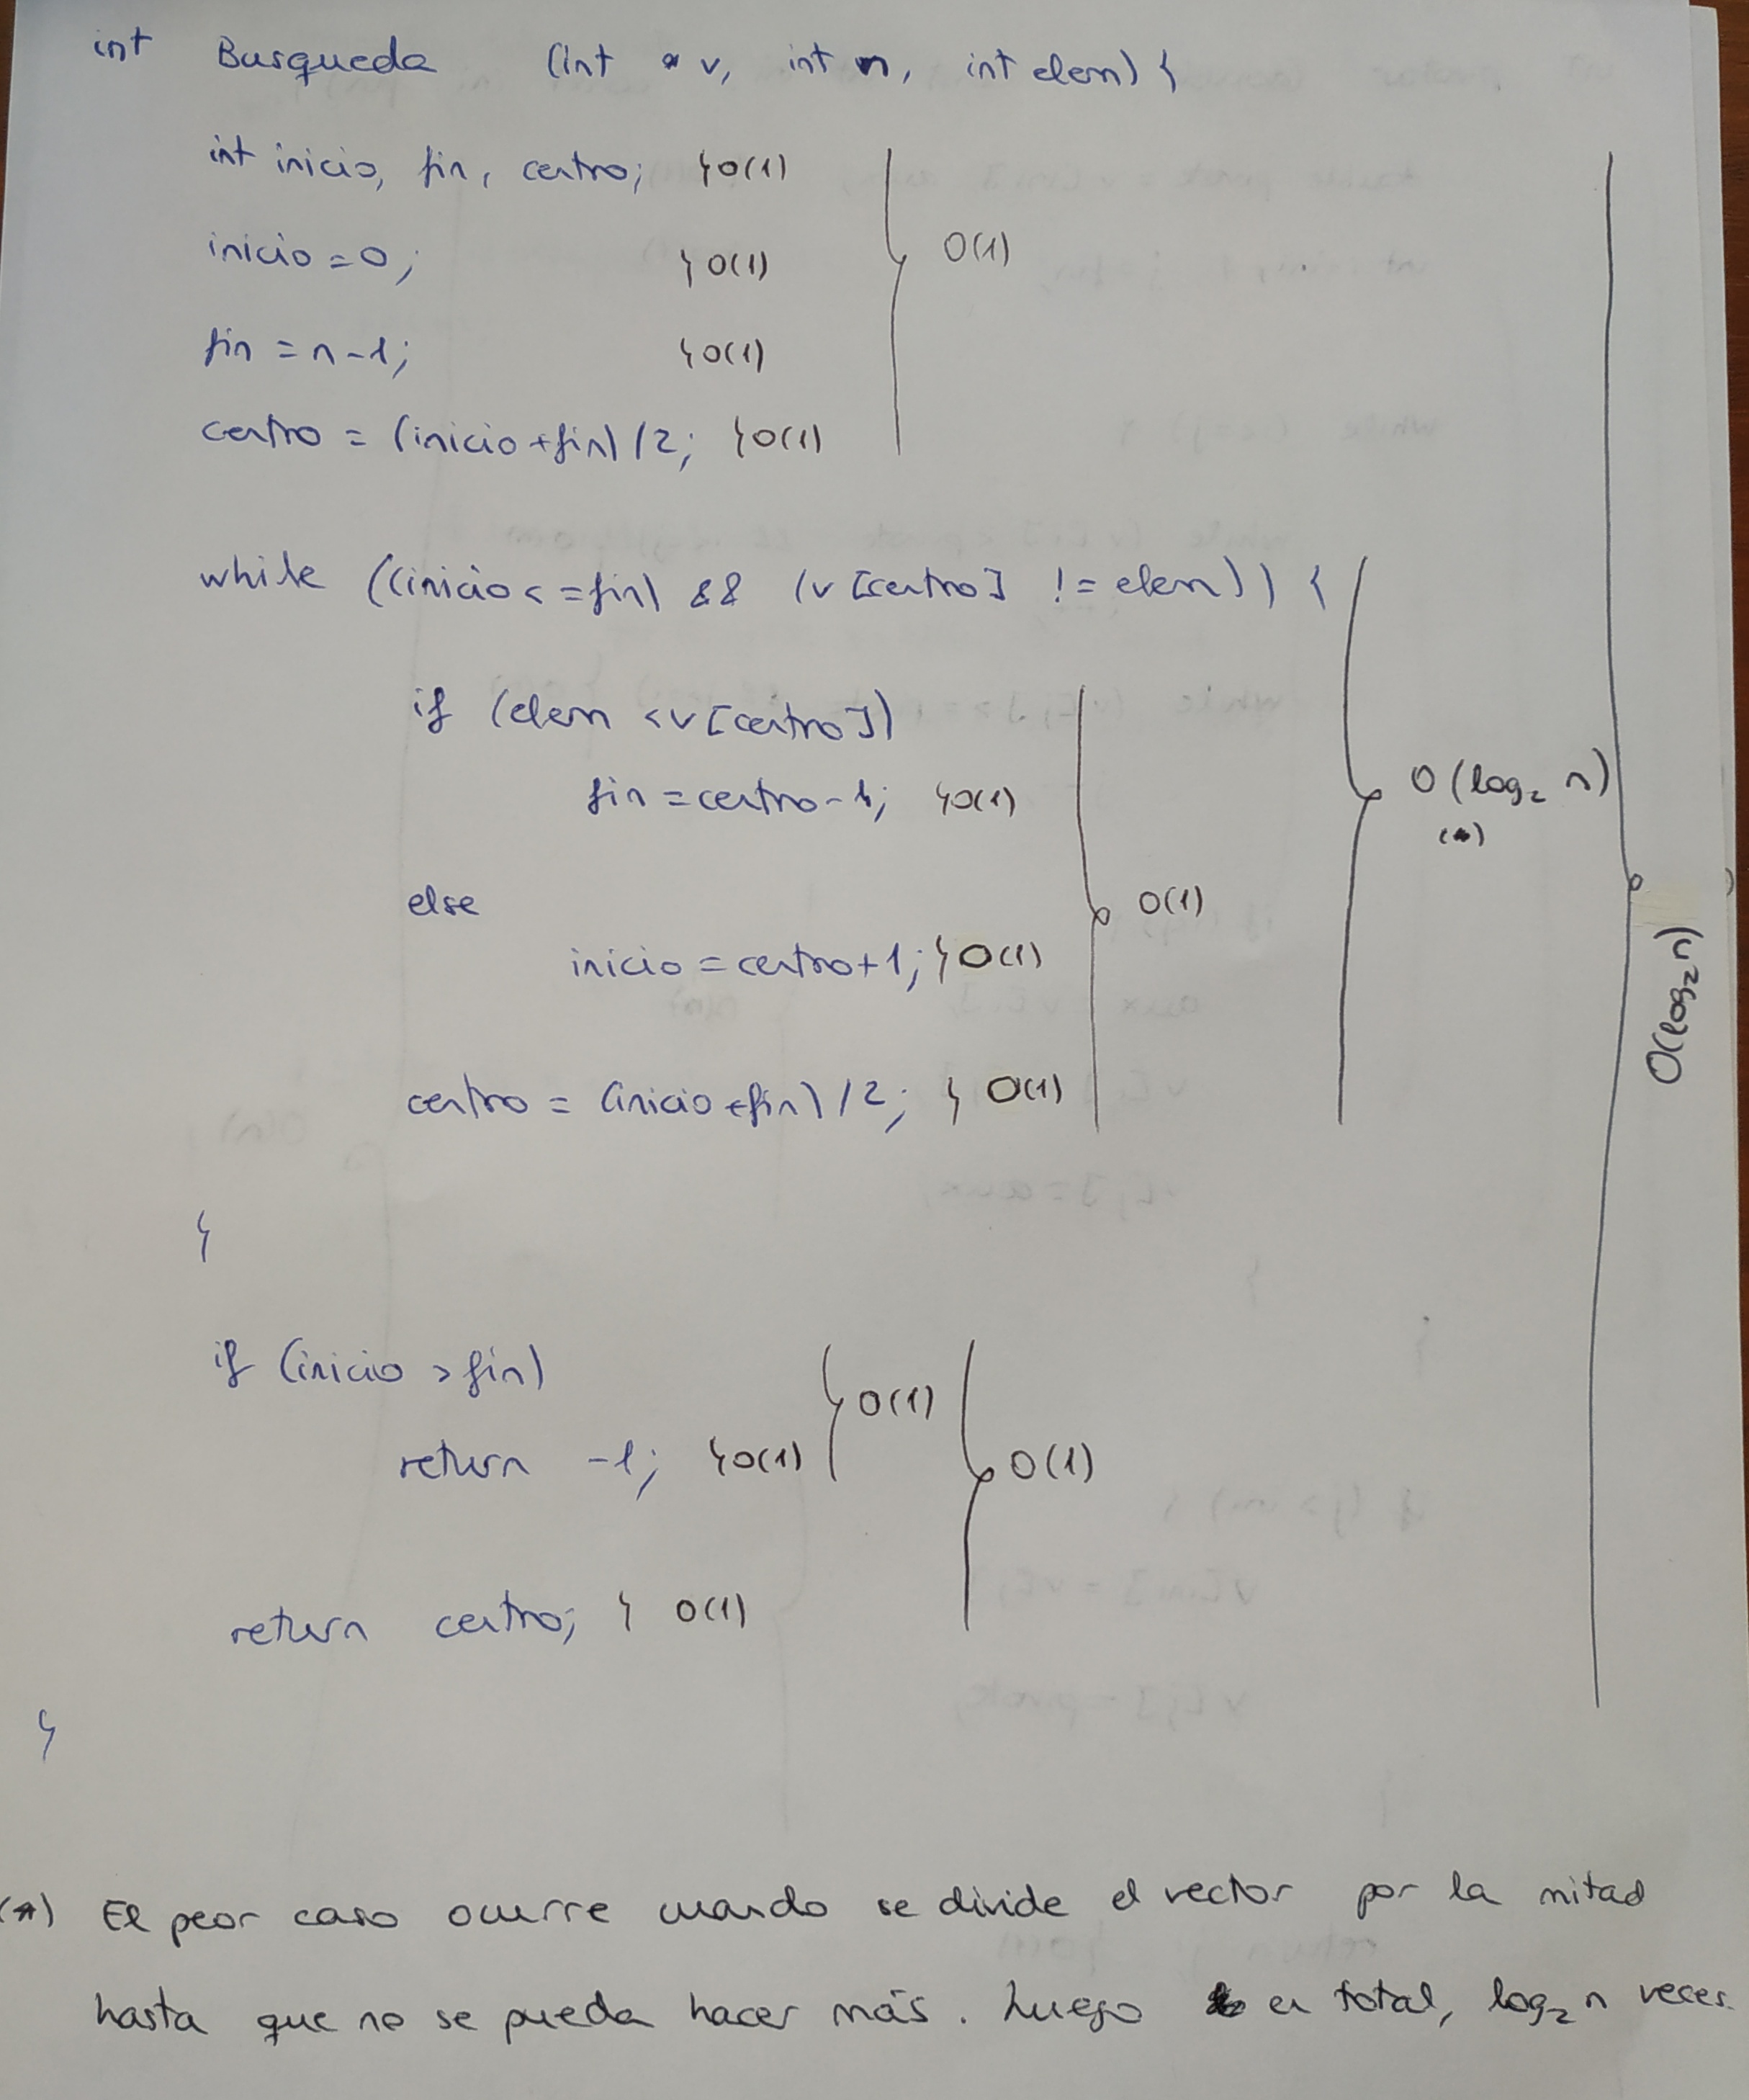 int Busqueda (int * v, int n, int elem) {
int inicio, fin, centro; } O(1)
inicio = 0; } O(1)
O(1)
fin = n-1; } O(1)
centro = (inicio + fin) / 2; } O(1)
while ((inicio <= fin) && (v [centro] != elem)) {
if (elem < v [centro])
fin = centro - 1; } O(1)
O(log₂ n)
(*)
else
O(1)
inicio = centro + 1; } O(1)
O(log₂ n)
centro = (inicio + fin) / 2; } O(1)
}
if (inicio > fin)
O(1)
return -1; } O(1)
O(1)
return centro; } O(1)
}
(*) El peor caso ocurre cuando se divide el vector por la mitad
hasta que no se pueda hacer más. Luego en total, log₂ n veces.